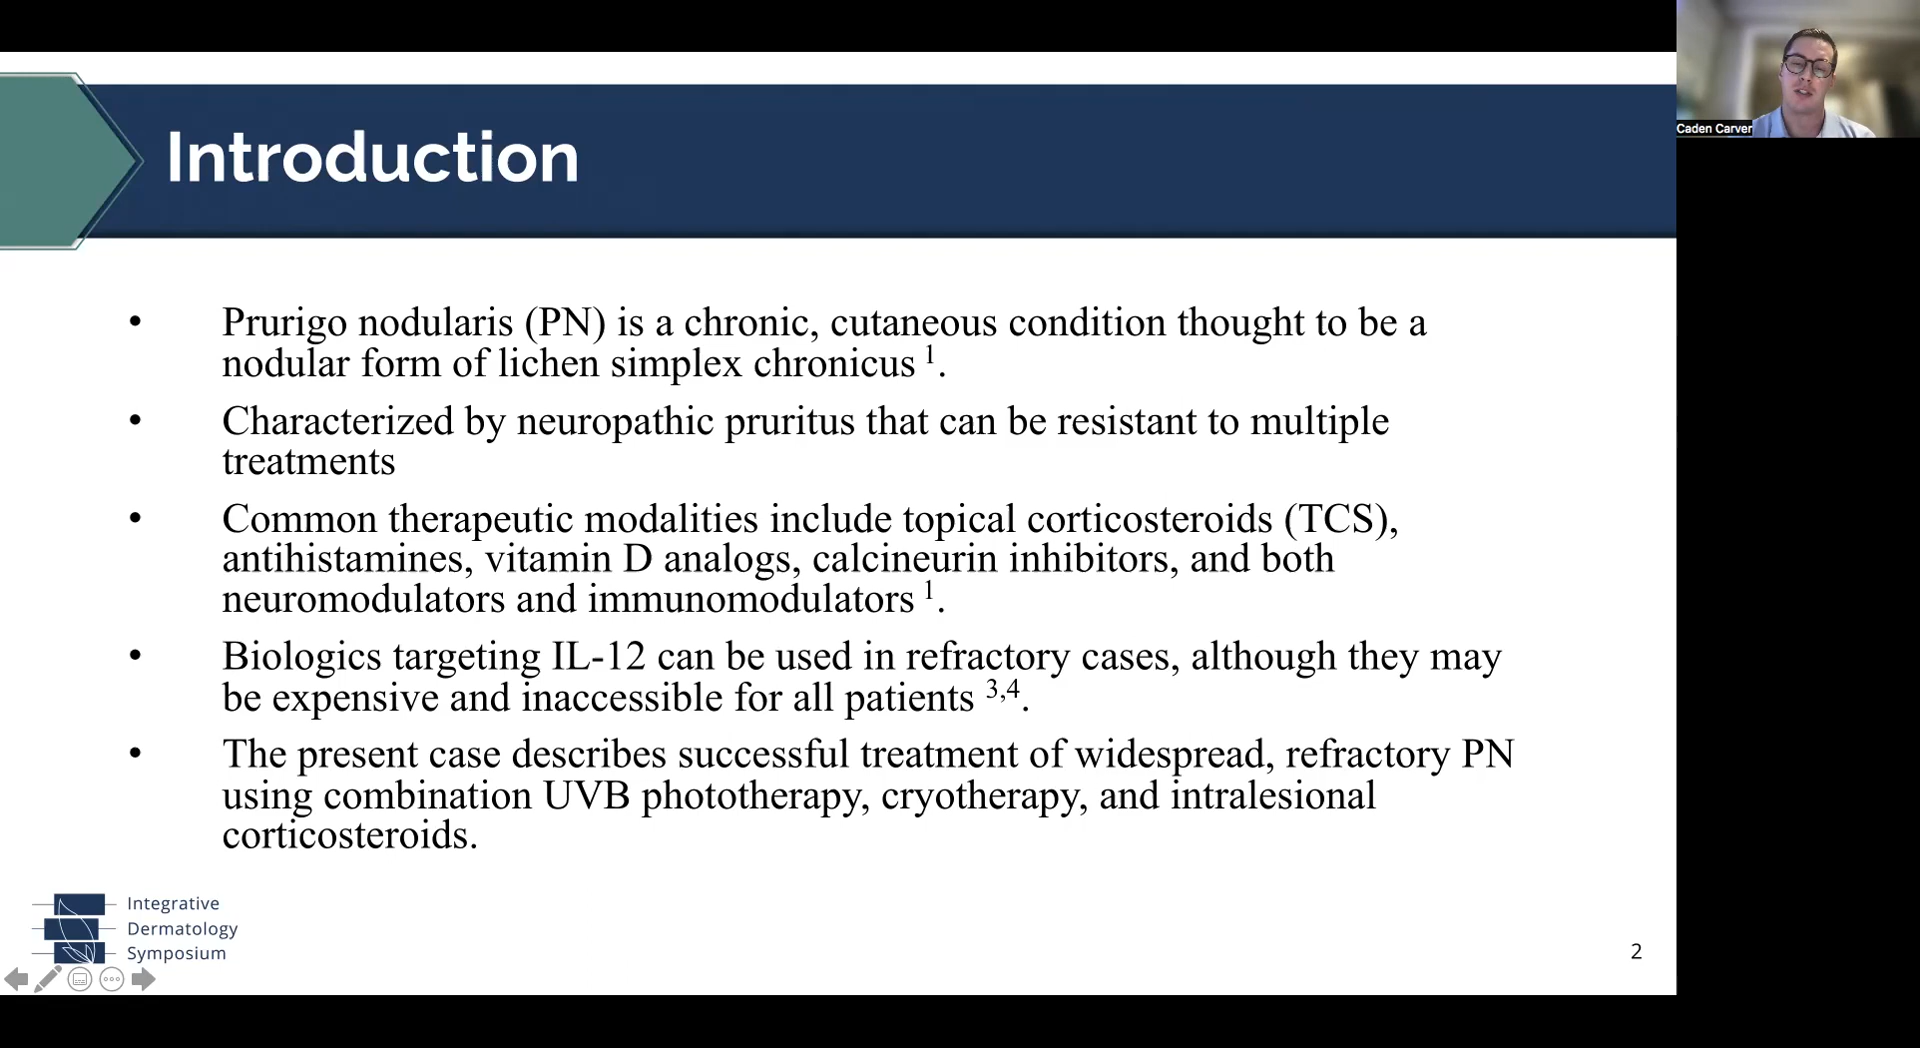 Caden Carver
Introduction
• Prurigo nodularis (PN) is a chronic, cutaneous condition thought to be a
nodular form of lichen simplex chronicus 1.
• Characterized by neuropathic pruritus that can be resistant to multiple
treatments
• Common therapeutic modalities include topical corticosteroids (TCS),
antihistamines, vitamin D analogs, calcineurin inhibitors, and both
neuromodulators and immunomodulators 1.
• Biologics targeting IL-12 can be used in refractory cases, although they may
be expensive and inaccessible for all patients 3,4.
• The present case describes successful treatment of widespread, refractory PN
using combination UVB phototherapy, cryotherapy, and intralesional
corticosteroids.
Integrative
Dermatology
Symposium
2